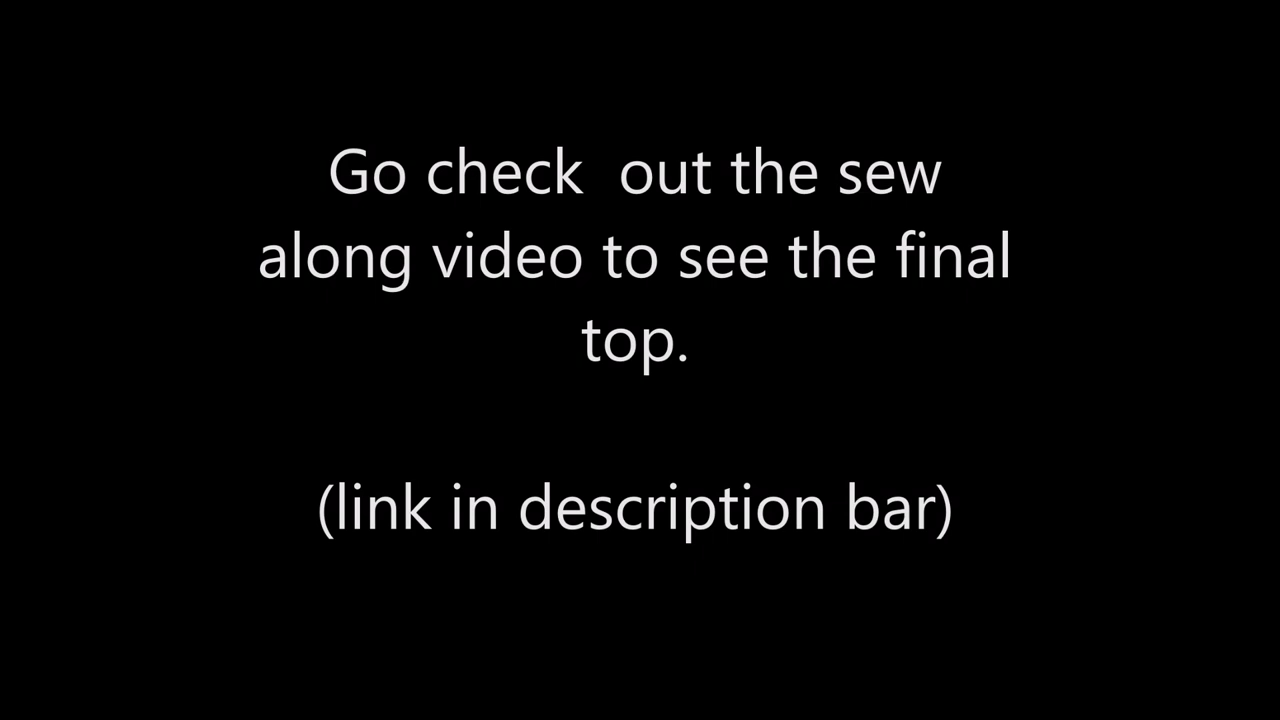 Go check  out the sew
along video to see the final
top.
(link in description bar)